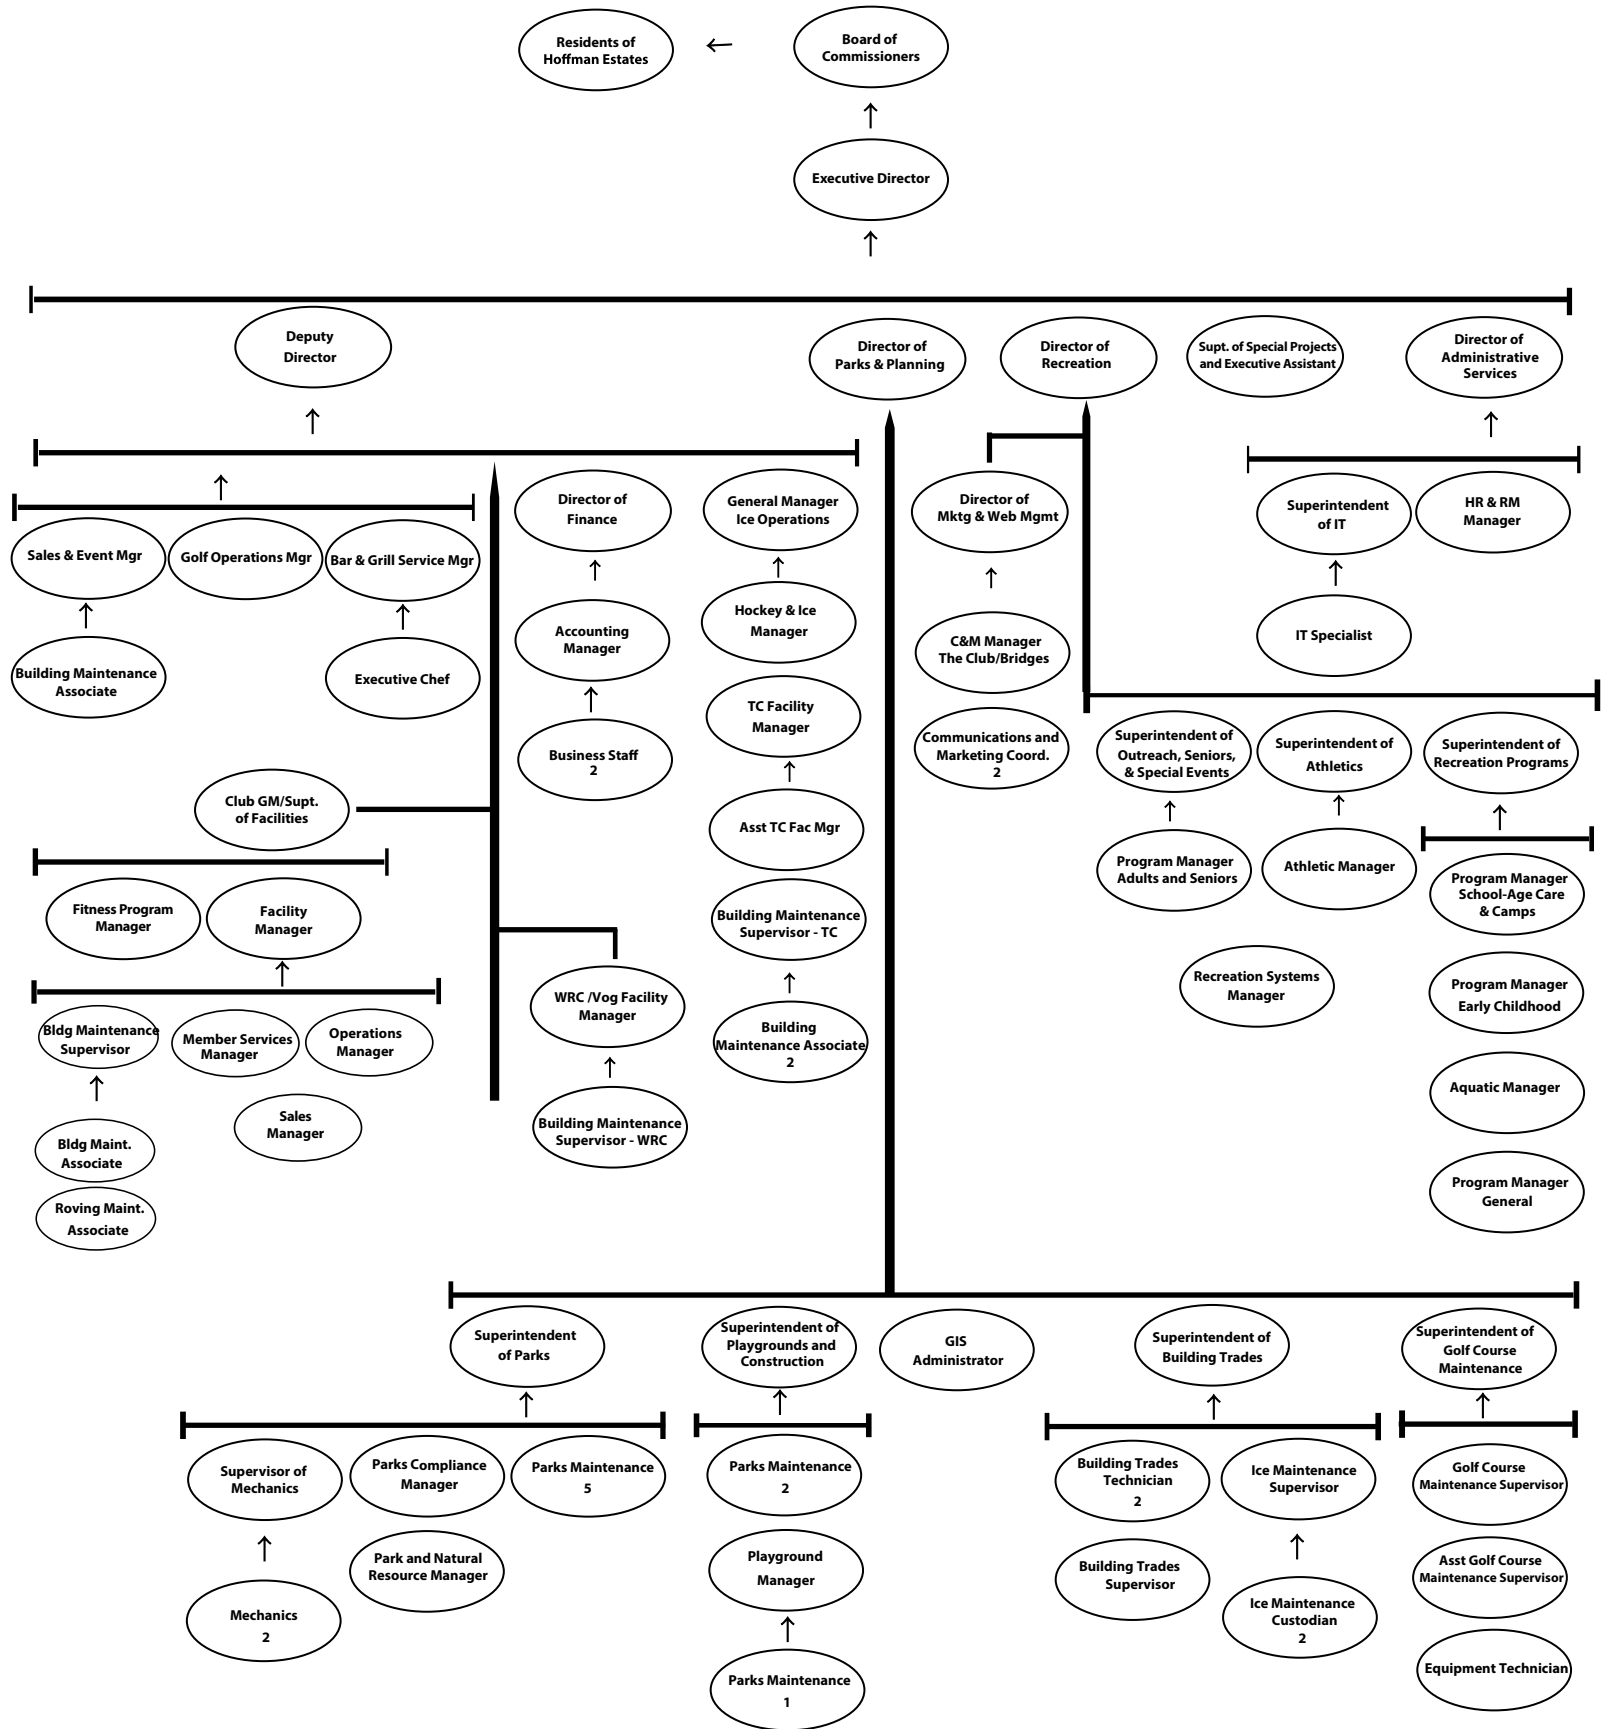 Residents of
Hoffman Estates
Board of
Commissioners
Executive Director
Deputy
Director
Director of
Parks & Planning
Director of
Recreation
Supt. of Special Projects
and Executive Assistant
Director of
Administrative
Services
Sales & Event Mgr
Golf Operations Mgr
Bar & Grill Service Mgr
Building Maintenance
Associate
Executive Chef
Director of
Finance
Accounting
Manager
Business Staff
2
General Manager
Ice Operations
Hockey & Ice
Manager
TC Facility
Manager
Asst TC Fac Mgr
Building Maintenance
Supervisor - TC
Building
Maintenance Associate
2
Director of
Mktg & Web Mgmt
C&M Manager
The Club/Bridges
Communications and
Marketing Coord.
2
Superintendent
of IT
HR & RM
Manager
IT Specialist
Superintendent of
Outreach, Seniors,
& Special Events
Superintendent of
Athletics
Superintendent of
Recreation Programs
Program Manager
Adults and Seniors
Athletic Manager
Program Manager
School-Age Care
& Camps
Recreation Systems
Manager
Program Manager
Early Childhood
Aquatic Manager
Program Manager
General
Club GM/Supt.
of Facilities
Fitness Program
Manager
Facility
Manager
Bldg Maintenance
Supervisor
Member Services
Manager
Operations
Manager
Sales
Manager
Bldg Maint.
Associate
Roving Maint.
Associate
WRC /Vog Facility
Manager
Building Maintenance
Supervisor - WRC
Superintendent
of Parks
Superintendent of
Playgrounds and
Construction
GIS
Administrator
Superintendent of
Building Trades
Superintendent of
Golf Course
Maintenance
Supervisor of
Mechanics
Parks Compliance
Manager
Parks Maintenance
5
Park and Natural
Resource Manager
Mechanics
2
Parks Maintenance
2
Playground
Manager
Parks Maintenance
1
Building Trades
Technician
2
Ice Maintenance
Supervisor
Building Trades
Supervisor
Ice Maintenance
Custodian
2
Golf Course
Maintenance Supervisor
Asst Golf Course
Maintenance Supervisor
Equipment Technician